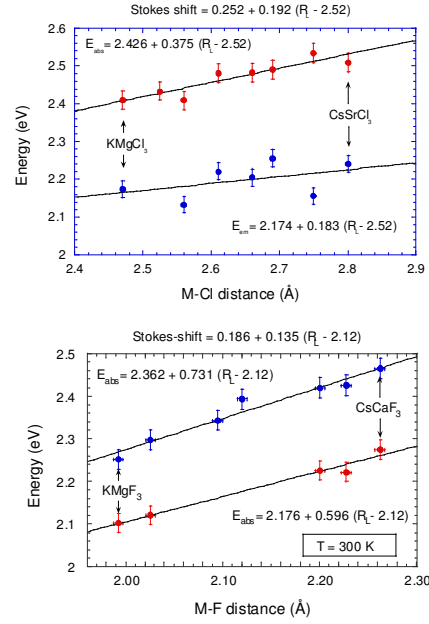 Stokes shift = 0.252 + 0.192 (R_L - 2.52)
2.6
E_abs = 2.426 + 0.375 (R_L - 2.52)
2.5
2.4
2.3
2.2
2.1
2
Energy (eV)
KMgCl_3
CsSrCl_3
E_em = 2.174 + 0.183 (R_L - 2.52)
2.4 2.5 2.6 2.7 2.8 2.9
M-Cl distance (Å)
Stokes-shift = 0.186 + 0.135 (R_L - 2.12)
2.5
E_abs = 2.362 + 0.731 (R_L - 2.12)
2.4
2.3
2.2
2.1
2.0
Energy (eV)
CsCaF_3
KMgF_3
E_abs = 2.176 + 0.596 (R_L - 2.12)
T = 300 K
2.00 2.10 2.20 2.30
M-F distance (Å)